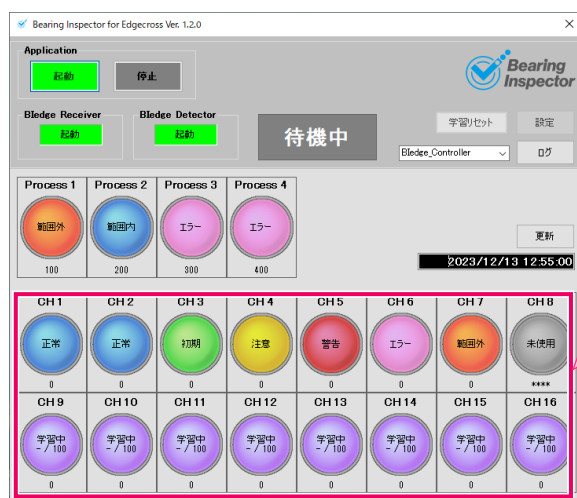 Bearing Inspector for Edgecross Ver. 1.2.0
Application
起動 停止
Bearing
Inspector
BIedge Receiver BIedge Detector
起動 起動
待機中
学習リセット 設定
BIedge_Controller ログ
Process 1 Process 2 Process 3 Process 4
範囲外 範囲内 エラー エラー
100 200 300 400
更新
2023/12/13 12:55:00
CH 1 CH 2 CH 3 CH 4 CH 5 CH 6 CH 7 CH 8
正常 正常 初期 注意 警告 エラー 範囲外 未使用
0 0 0 0 0 0 0 ****
CH 9 CH 10 CH 11 CH 12 CH 13 CH 14 CH 15 CH 16
学習中 学習中 学習中 学習中 学習中 学習中 学習中 学習中
- / 100 - / 100 - / 100 - / 100 - / 100 - / 100 - / 100 - / 100
0 0 0 0 0 0 0 0